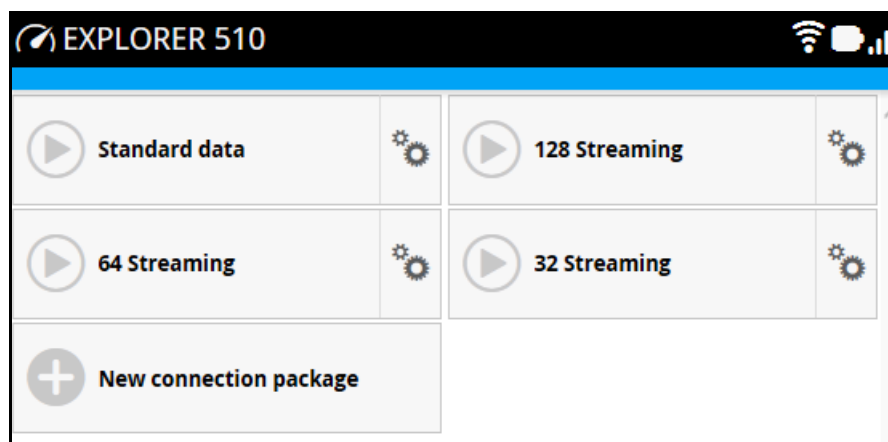 EXPLORER 510
Standard data
128 Streaming
64 Streaming
32 Streaming
New connection package